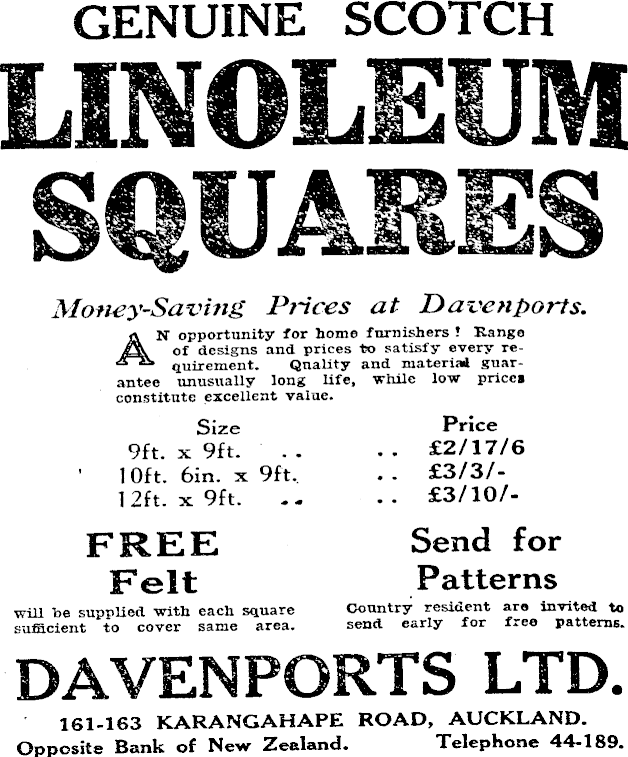 GENUINE SCOTCH
LINOLEUM
SQUARES
Money-Saving Prices at Davenports.
AN opportunity for home furnishers! Range
of designs and prices to satisfy every re-
quirement. Quality and material guar-
antee unusually long life, while low prices
constitute excellent value.
Size Price
9ft. x 9ft. .. .. £2/17/6
10ft. 6in. x 9ft. .. £3/3/-
12ft. x 9ft. .. .. £3/10/-
FREE
Felt
will be supplied with each square
sufficient to cover same area.
Send for
Patterns
Country resident are invited to
send early for free patterns.
DAVENPORTS LTD.
161-163 KARANGAHAPE ROAD, AUCKLAND.
Opposite Bank of New Zealand. Telephone 44-189.